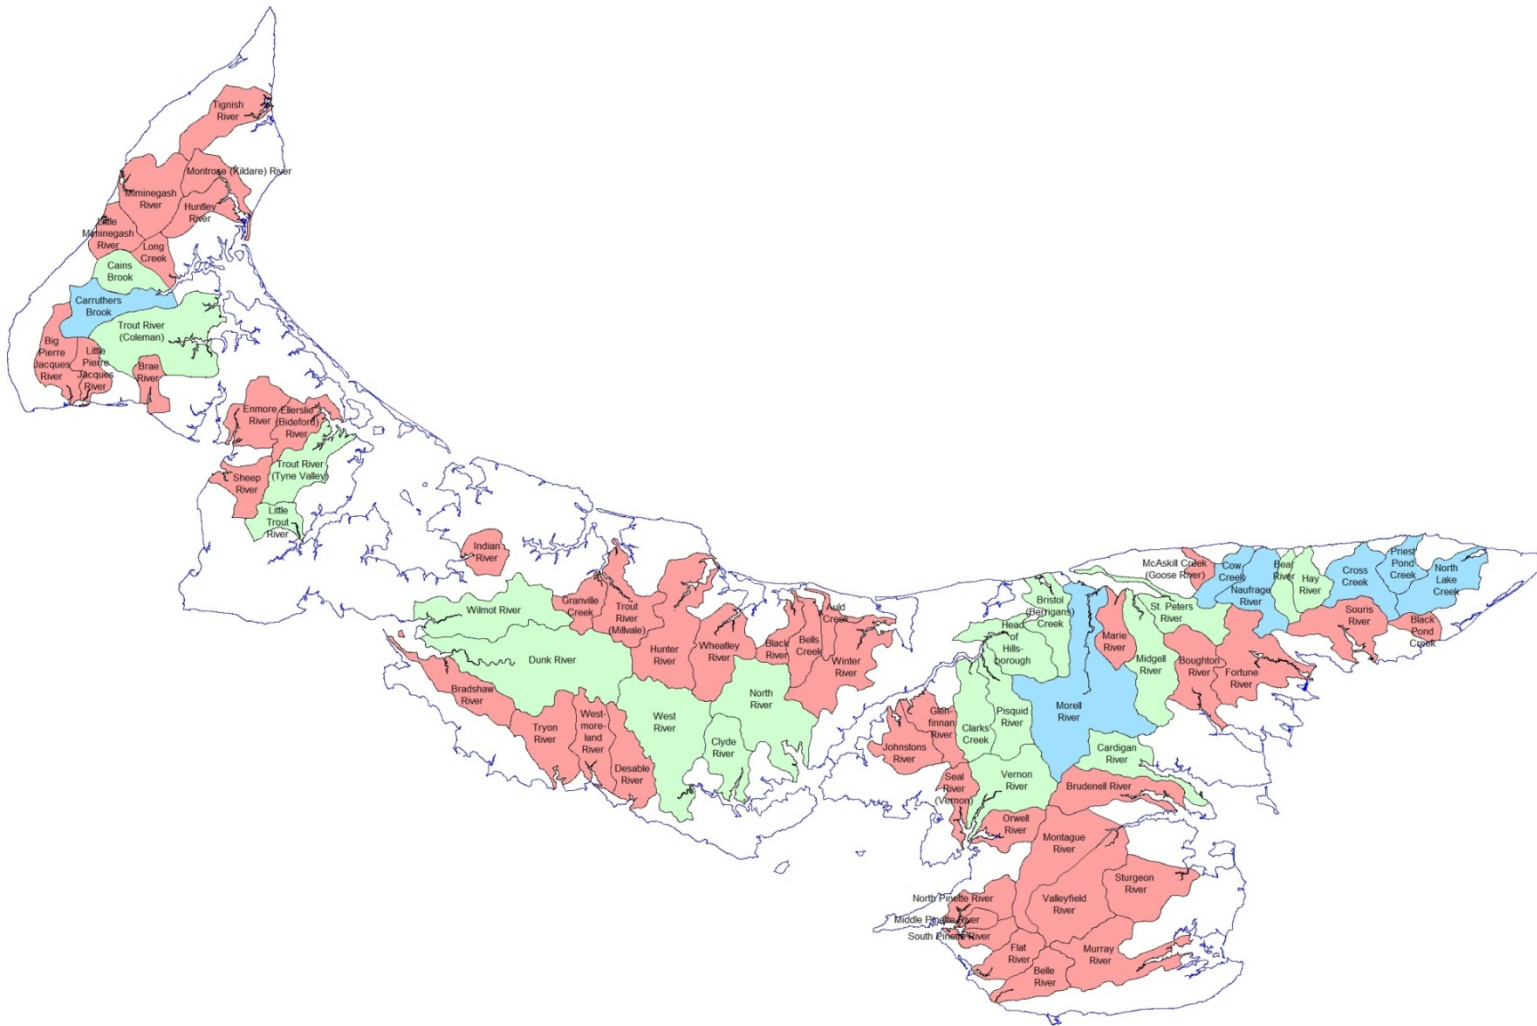 Tignish
River
Montrose (Kildare) River
Miminegash
River
Huntley
River
Little
Miminegash
River
Long
Creek
Cains
Brook
Carruthers
Brook
Trout River
(Coleman)
Big
Pierre
Jacques
River
Little
Pierre
Jacques
River
Brae
River
Enmore
River
Ellerslie
(Bideford)
River
Trout River
(Tyne Valley)
Sheep
River
Little
Trout
River
Indian
River
Wilmot River
Granville
Creek
Trout
River
(Millvale)
Dunk River
Hunter
River
Wheatley
River
Black
River
Bells
Creek
Auld
Creek
Winter
River
Bradshaw
River
Tryon
River
West-
more-
land
River
Desable
River
West
River
North
River
Clyde
River
McAskill Creek
(Goose River)
Cow
Creek
Naufrage
River
Bear
River
Hay
River
Cross
Creek
Priest
Pond
Creek
North
Lake
Creek
Souris
River
Black
Pond
Creek
Bristol
(Berrigans)
Creek
Head
of
Hills-
borough
St. Peters
River
Marie
River
Midgell
River
Boughton
River
Fortune
River
Glen-
finnan
River
Johnstons
River
Clarks
Creek
Pisquid
River
Morell
River
Cardigan
River
Vernon
River
Seal
River
(Vernon)
Brudenell River
Orwell
River
Montague
River
Sturgeon
River
Valleyfield
River
North Pinette River
Middle Pinette River
South Pinette River
Flat
River
Belle
River
Murray
River